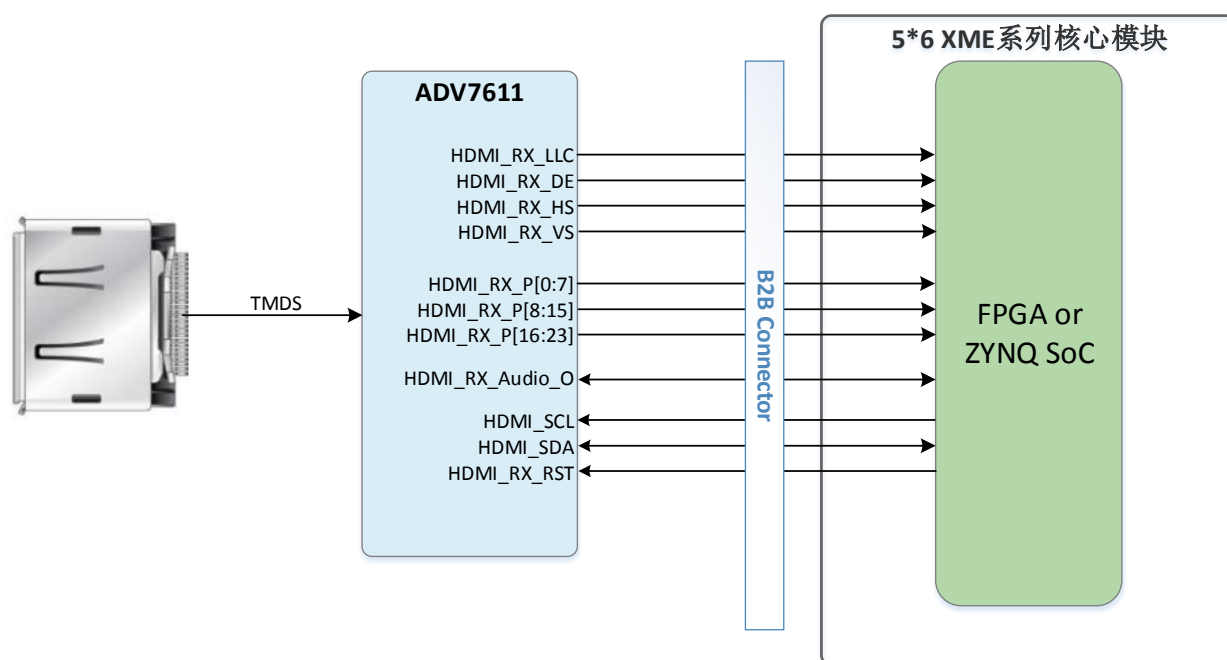 5*6 XME系列核心模块
ADV7611
HDMI_RX_LLC
HDMI_RX_DE
HDMI_RX_HS
HDMI_RX_VS
HDMI_RX_P[0:7]
HDMI_RX_P[8:15]
HDMI_RX_P[16:23]
HDMI_RX_Audio_O
HDMI_SCL
HDMI_SDA
HDMI_RX_RST
TMDS
B2B Connector
FPGA or
ZYNQ SoC